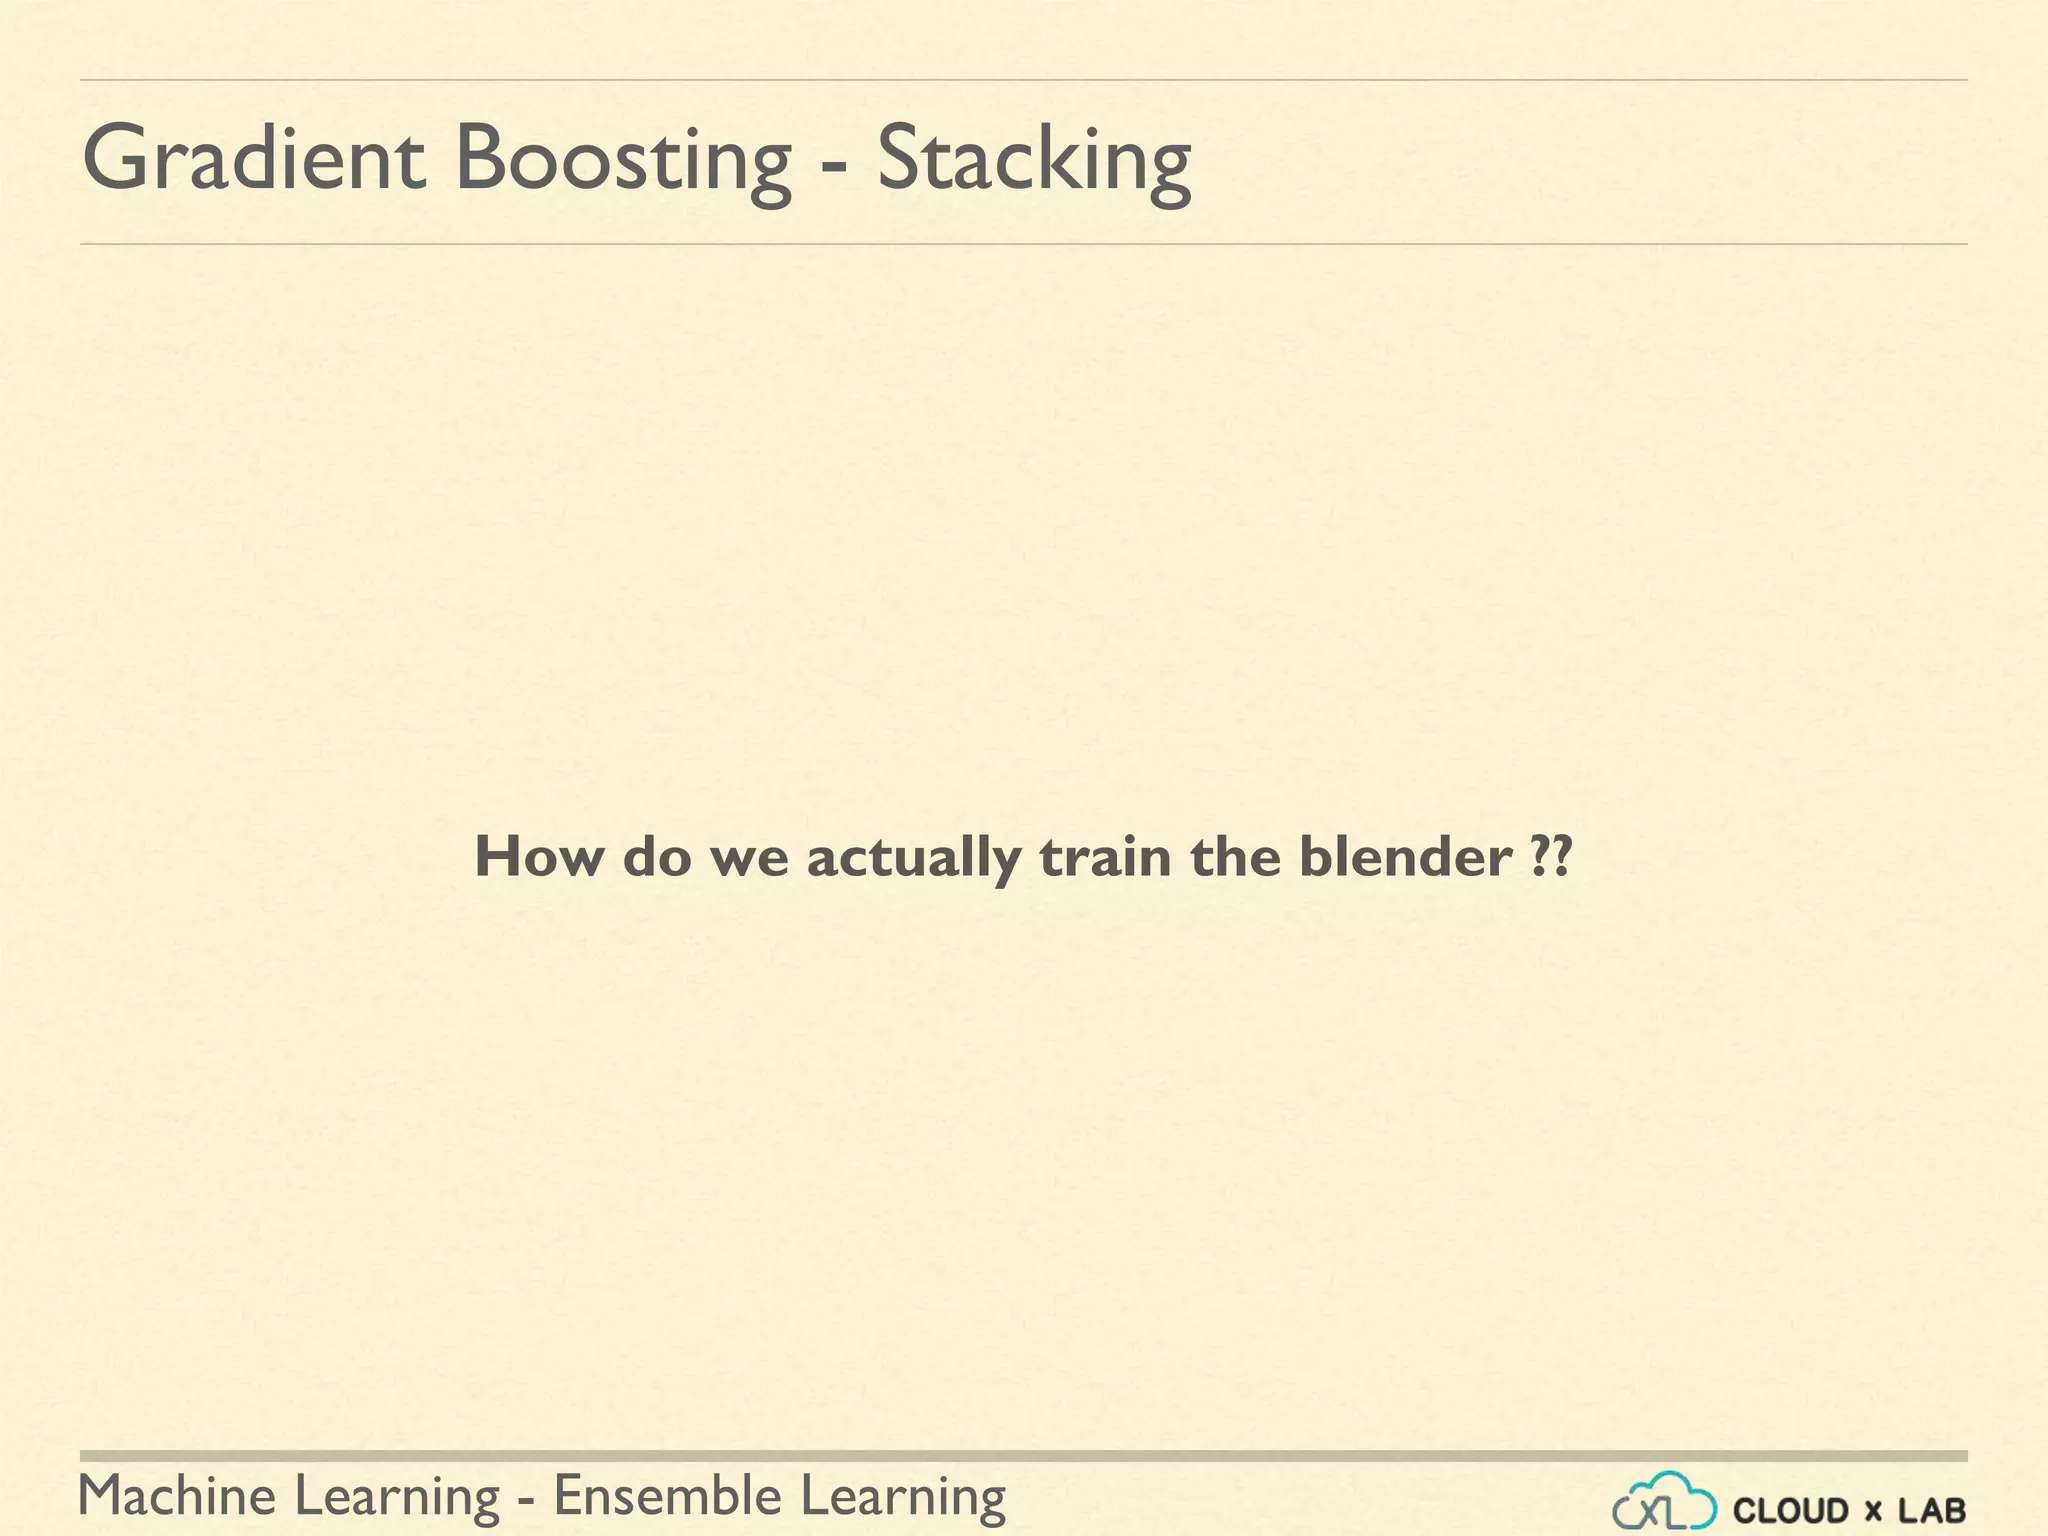 Gradient Boosting - Stacking
How do we actually train the blender ??
Machine Learning - Ensemble Learning
CXL CLOUD x LAB